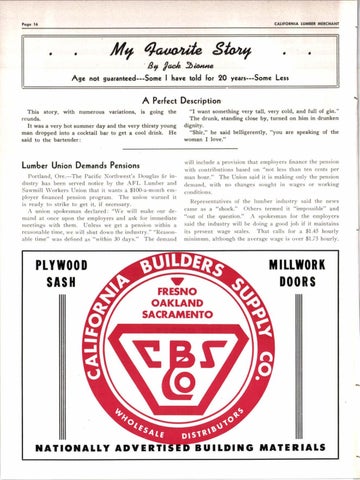 Page 16
CALIFORNIA LUMBER MERCHANT
. . My Favorite Story . .
By Jack Dionne
Age not guaranteed---Some I have told for 20 years---Some Less
A Perfect Description
This story, with numerous variations, is going the
rounds.
It was a very hot summer day and the very thirsty young
man dropped into a cocktail bar to get a cool drink. He
said to the bartender:
"I want something very tall, very cold, and full of gin."
The drunk, standing close by, turned on him in drunken
dignity.
"Shir," he said belligerently, "you are speaking of the
woman I love."
Lumber Union Demands Pensions
Portland, Ore.—The Pacific Northwest's Douglas fir in-
dustry has been served notice by the AFL Lumber and
Sawmill Workers Union that it wants a $100-a-month em-
ployer financed pension program. The union warned it
is ready to strike to get it, if necessary.
A union spokesman declared: "We will make our de-
mand at once upon the employers and ask for immediate
meetings with them. Unless we get a pension within a
reasonable time, we will shut down the industry." "Reason-
able time" was defined as "within 30 days." The demand
will include a provision that employers finance the pension
with contributions based on "not less than ten cents per
man hour." The Union said it is making only the pension
demand, with no changes sought in wages or working
conditions.
Representatives of the lumber industry said the news
came as a "shock." Others termed it "impossible" and
"out of the question." A spokesman for the employers
said the industry will be doing a good job if it maintains
its present wage scales. That calls for a $1.45 hourly
minimum, although the average wage is over $1.75 hourly.
PLYWOOD
SASH
MILLWORK
DOORS
CALIFORNIA BUILDERS SUPPLY CO.
FRESNO
OAKLAND
SACRAMENTO
CBS
CO
WHOLESALE DISTRIBUTORS
NATIONALLY ADVERTISED BUILDING MATERIALS